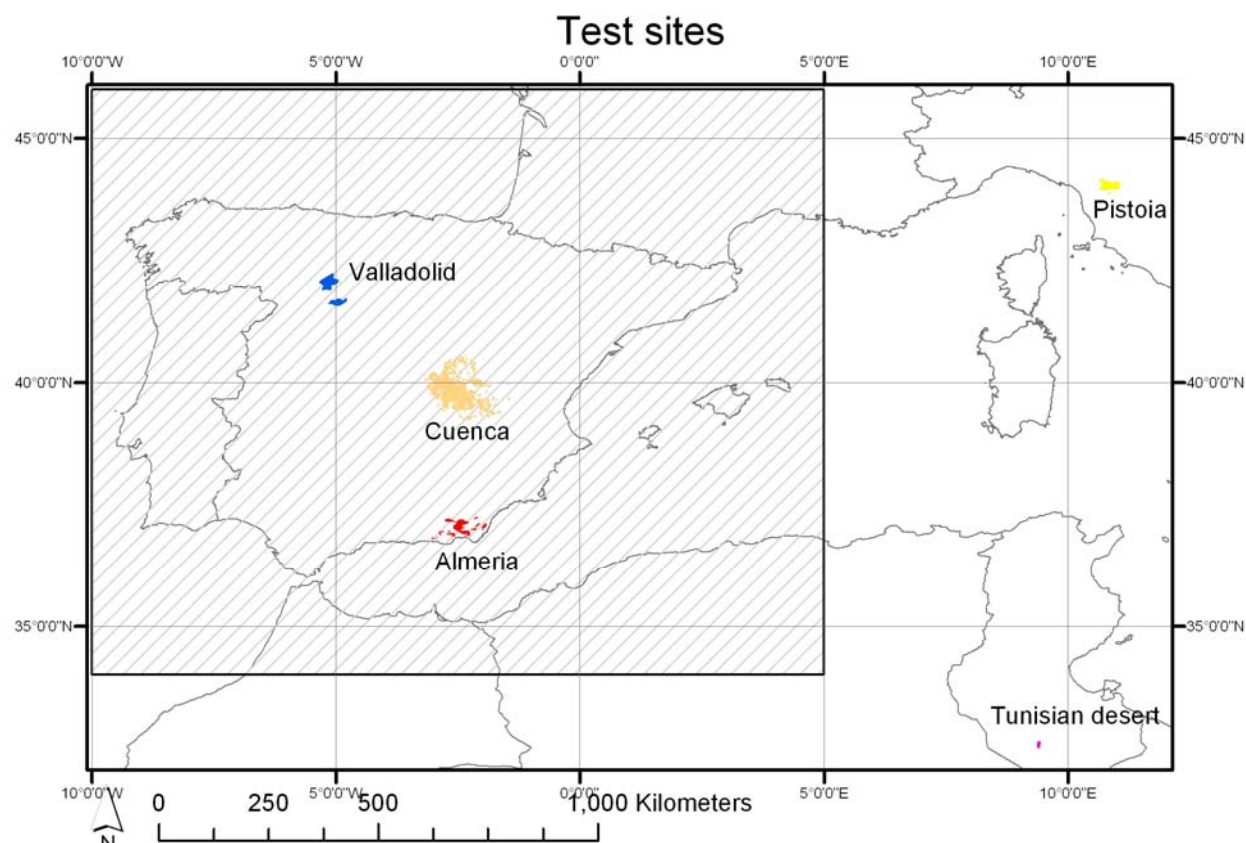 Test sites
10°0'0"W 5°0'0"W 0°0'0" 5°0'0"E 10°0'0"E
45°0'0"N 45°0'0"N
Pistoia
Valladolid
40°0'0"N 40°0'0"N
Cuenca
Almeria
35°0'0"N 35°0'0"N
Tunisian desert
10°0'0"W 5°0'0"W 0°0'0" 5°0'0"E 10°0'0"E
0 250 500 1,000 Kilometers
N